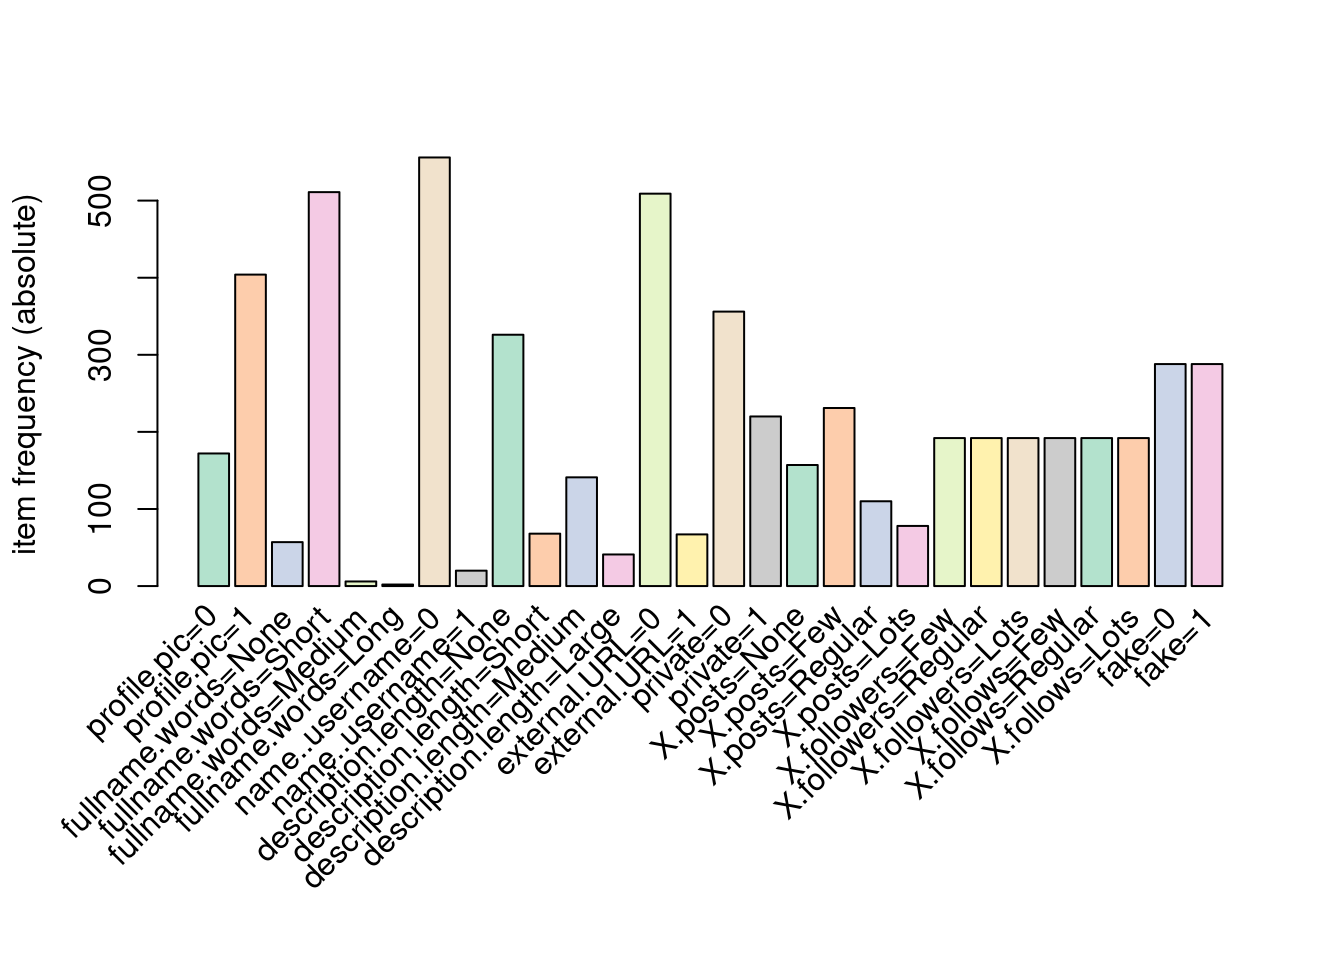 item frequency (absolute)
0
100
300
500
profile.pic=0
profile.pic=1
fullname.words=None
fullname.words=Short
fullname.words=Medium
fullname.words=Long
name..username=0
name..username=1
description.length=None
description.length=Short
description.length=Medium
description.length=Large
external.URL=0
external.URL=1
private=0
private=1
X.posts=None
X.posts=Few
X.posts=Regular
X.posts=Lots
X.followers=Few
X.followers=Regular
X.followers=Lots
X.follows=Few
X.follows=Regular
X.follows=Lots
fake=0
fake=1